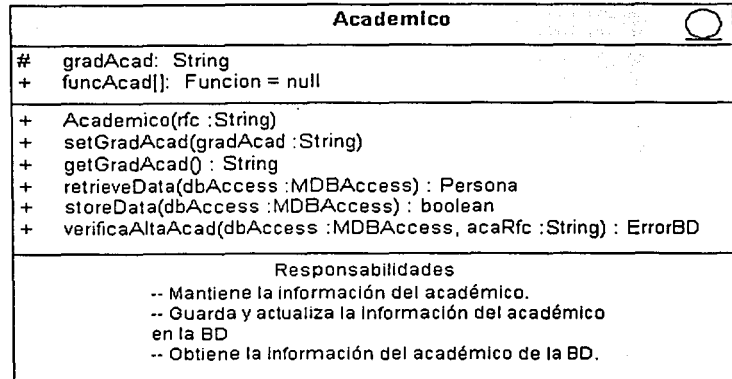 Academico
# gradAcad: String
+ funcAcad[]: Funcion = null
+ Academico(rfc :String)
+ setGradAcad(gradAcad :String)
+ getGradAcad() : String
+ retrieveData(dbAccess :MDBAccess) : Persona
+ storeData(dbAccess :MDBAccess) : boolean
+ verificaAltaAcad(dbAccess :MDBAccess, acaRfc :String) : ErrorBD
Responsabilidades
-- Mantiene la información del académico.
-- Guarda y actualiza la información del académico
en la BD
-- Obtiene la información del académico de la BD.